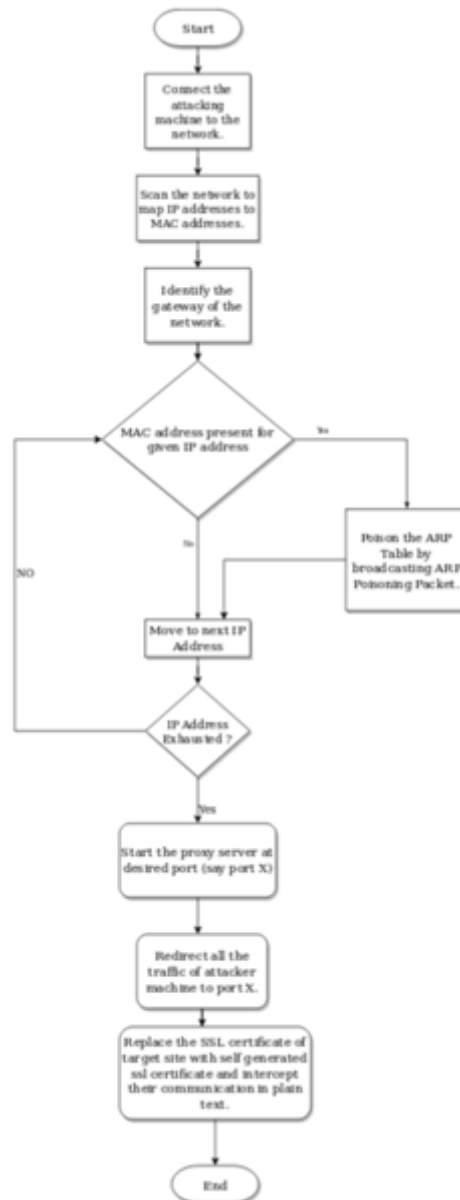 Start
Connect the
attacking
machine to the
network.
Scan the network to
map IP addresses to
MAC addresses.
Identify the
gateway of the
network.
MAC address present for
given IP address
Yes
No
Poison the ARP
Table by
broadcasting ARP
Poisoning Packet.
NO
Move to next IP
Address
IP Address
Exhausted ?
Yes
Start the proxy server at
desired port (say port X)
Redirect all the
traffic of attacker
machine to port X.
Replace the SSL certificate of
target site with self generated
ssl certificate and intercept
their communication in plain
text.
End